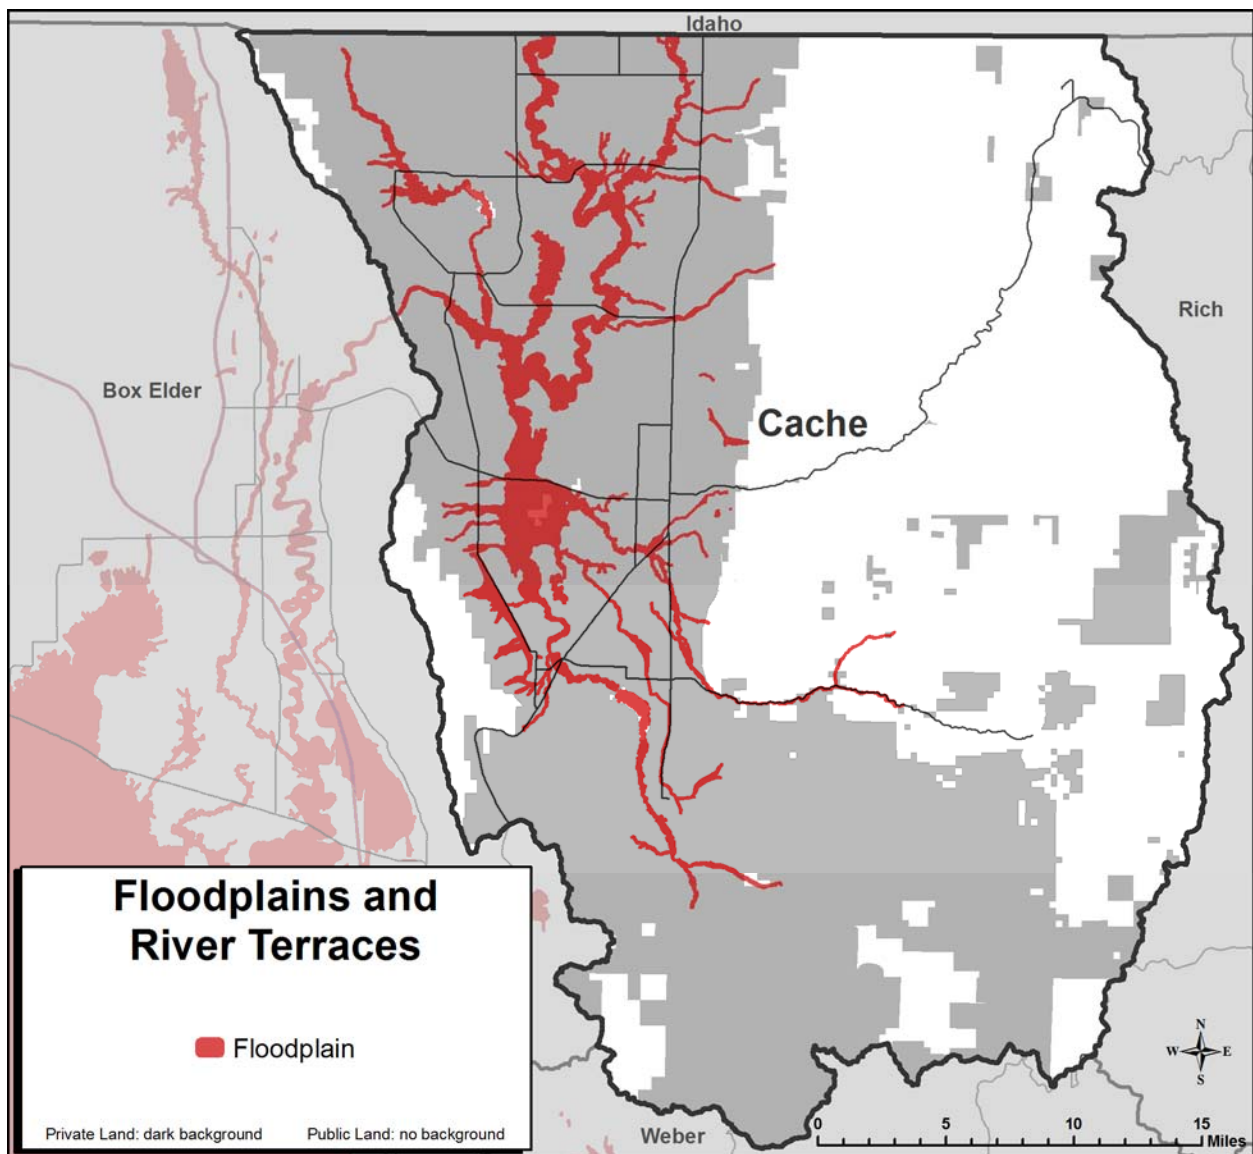 Idaho
Rich
Box Elder
Cache
Floodplains and
River Terraces
Floodplain
Private Land: dark background Public Land: no background
Weber
N
W E
S
0 5 10 15
Miles